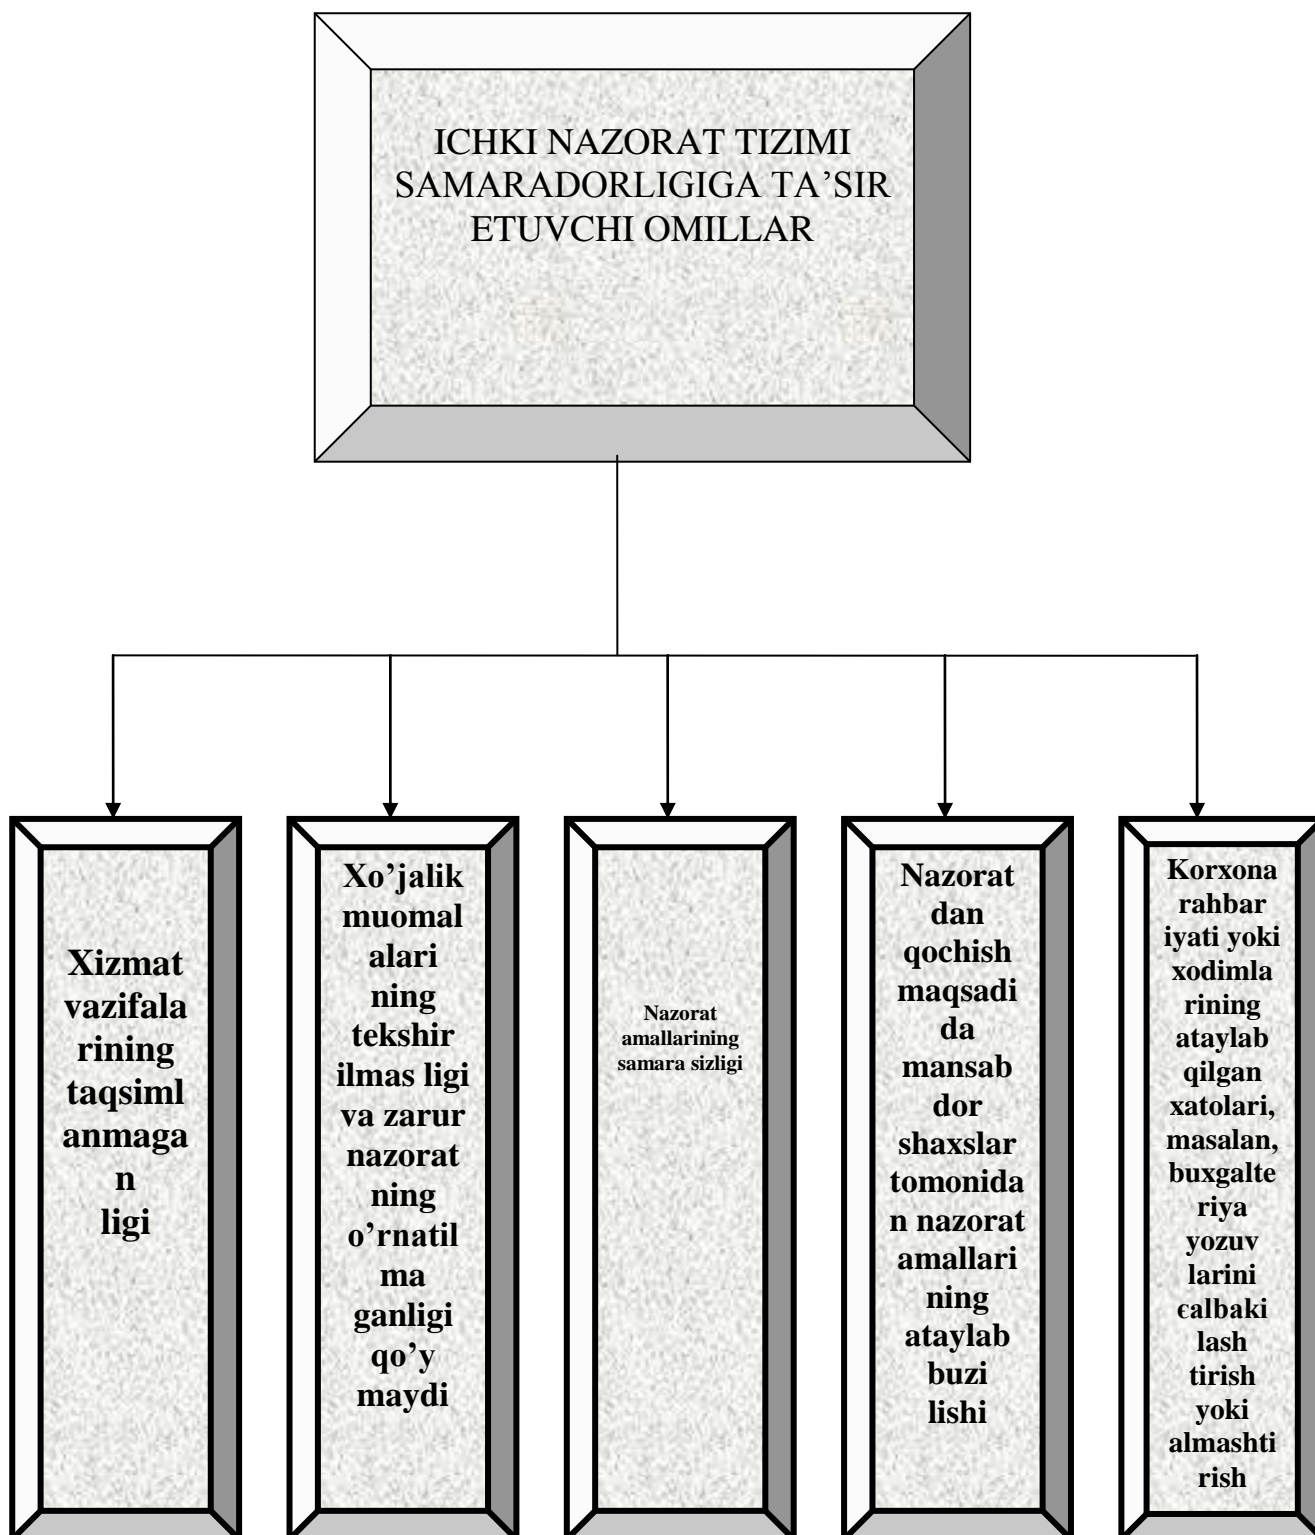 ICHKI NAZORAT TIZIMI
SAMARADORLIGIGA TA’SIR
ETUVCHI OMILLAR
Xizmat
vazifala
rining
taqsiml
anmaga
n
ligi
Xo’jalik
muomal
alari
ning
tekshir
ilmas ligi
va zarur
nazorat
ning
o’rnatil
ma
ganligi
qo’y
maydi
Nazorat
amallarining
samara sizligi
Nazorat
dan
qochish
maqsadi
da
mansab
dor
shaxslar
tomonida
n nazorat
amallari
ning
ataylab
buzi
lishi
Korxona
rahbar
iyati yoki
xodimla
rining
ataylab
qilgan
xatolari,
masalan,
buxgalte
riya
yozuv
larini
єalbaki
lash
tirish
yoki
almashti
rish